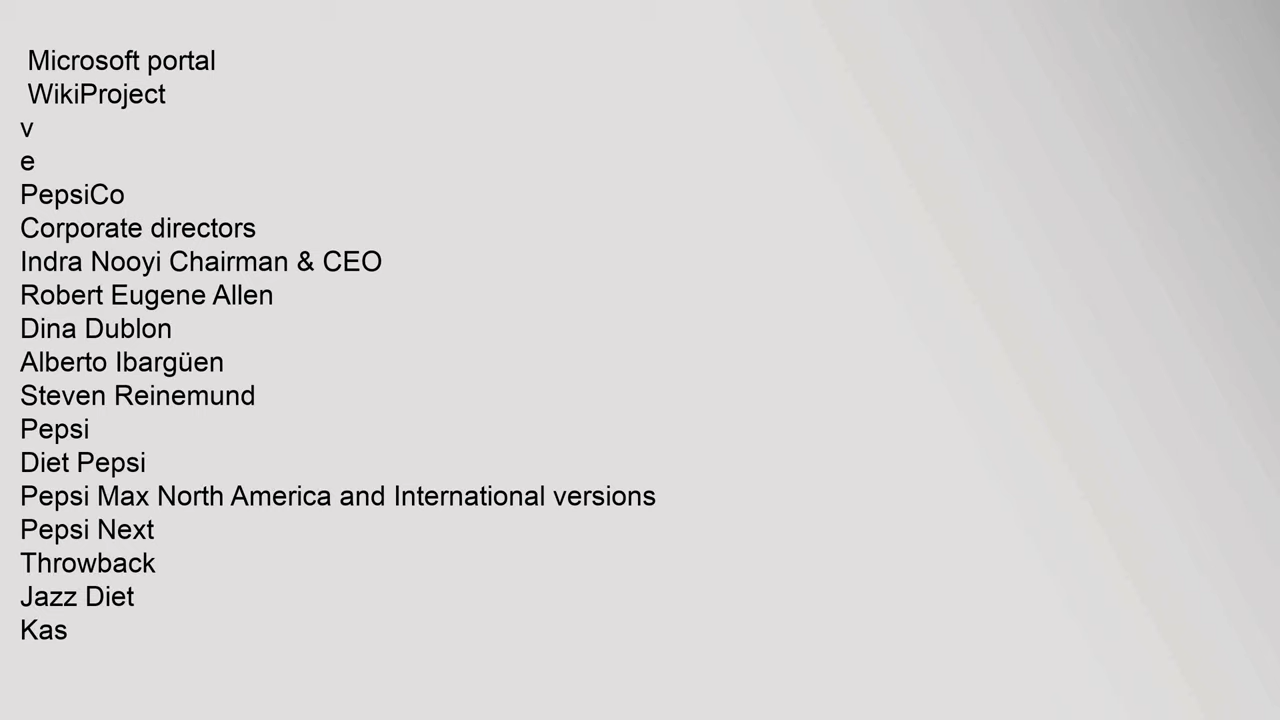 Microsoft portal
WikiProject
v
e
PepsiCo
Corporate directors
Indra Nooyi Chairman & CEO
Robert Eugene Allen
Dina Dublon
Alberto Ibargüen
Steven Reinemund
Pepsi
Diet Pepsi
Pepsi Max North America and International versions
Pepsi Next
Throwback
Jazz Diet
Kas